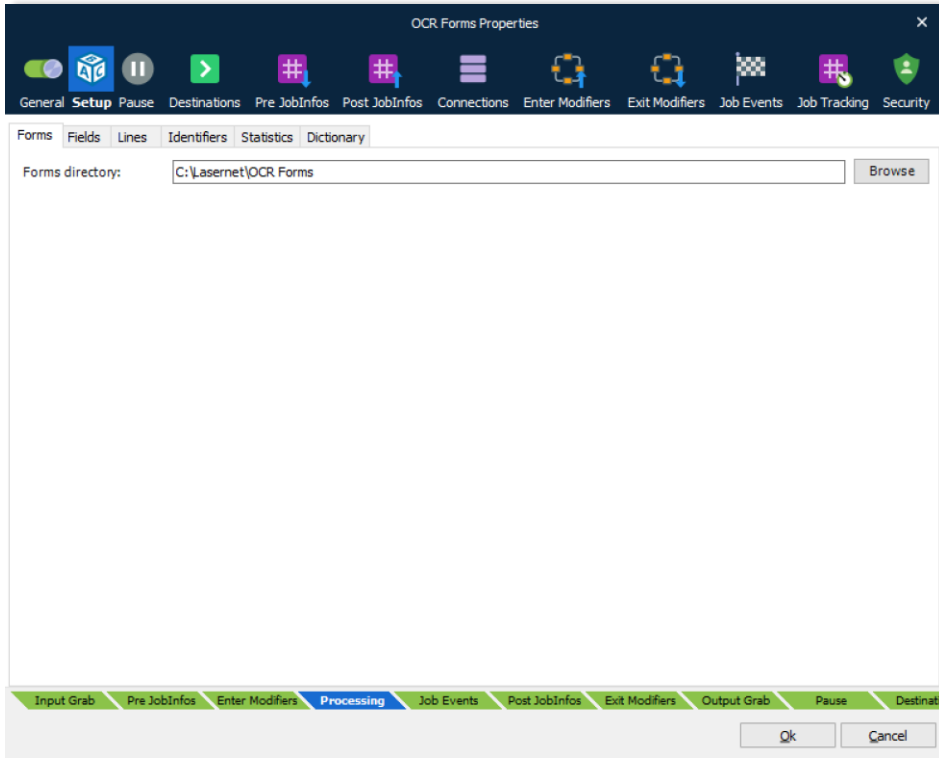 OCR Forms Properties
General Setup Pause Destinations Pre JobInfos Post JobInfos Connections Enter Modifiers Exit Modifiers Job Events Job Tracking Security
Forms Fields Lines Identifiers Statistics Dictionary
Forms directory: C:\Lasernet\OCR Forms Browse
Input Grab Pre JobInfos Enter Modifiers Processing Job Events Post JobInfos Exit Modifiers Output Grab Pause Destinat
Ok Cancel